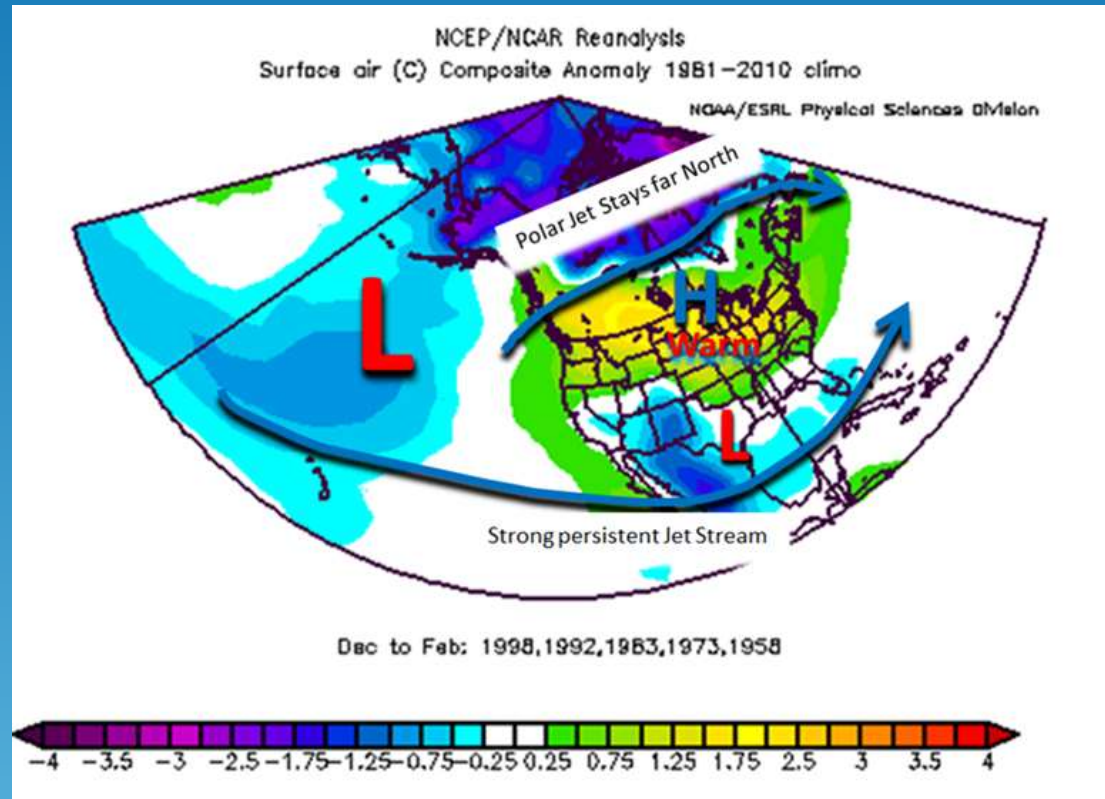 NCEP/NCAR Reanalysis
Surface air (C) Composite Anomaly 1981-2010 climo
NOAA/ESRL Physical Sciences Division
Polar Jet Stays far North
L
H
Warm
L
Strong persistent Jet Stream
Dec to Feb: 1998,1992,1983,1973,1958
-4 -3.5 -3 -2.5 -1.75 -1.25 -0.75 -0.25 0.25 0.75 1.25 1.75 2.5 3 3.5 4